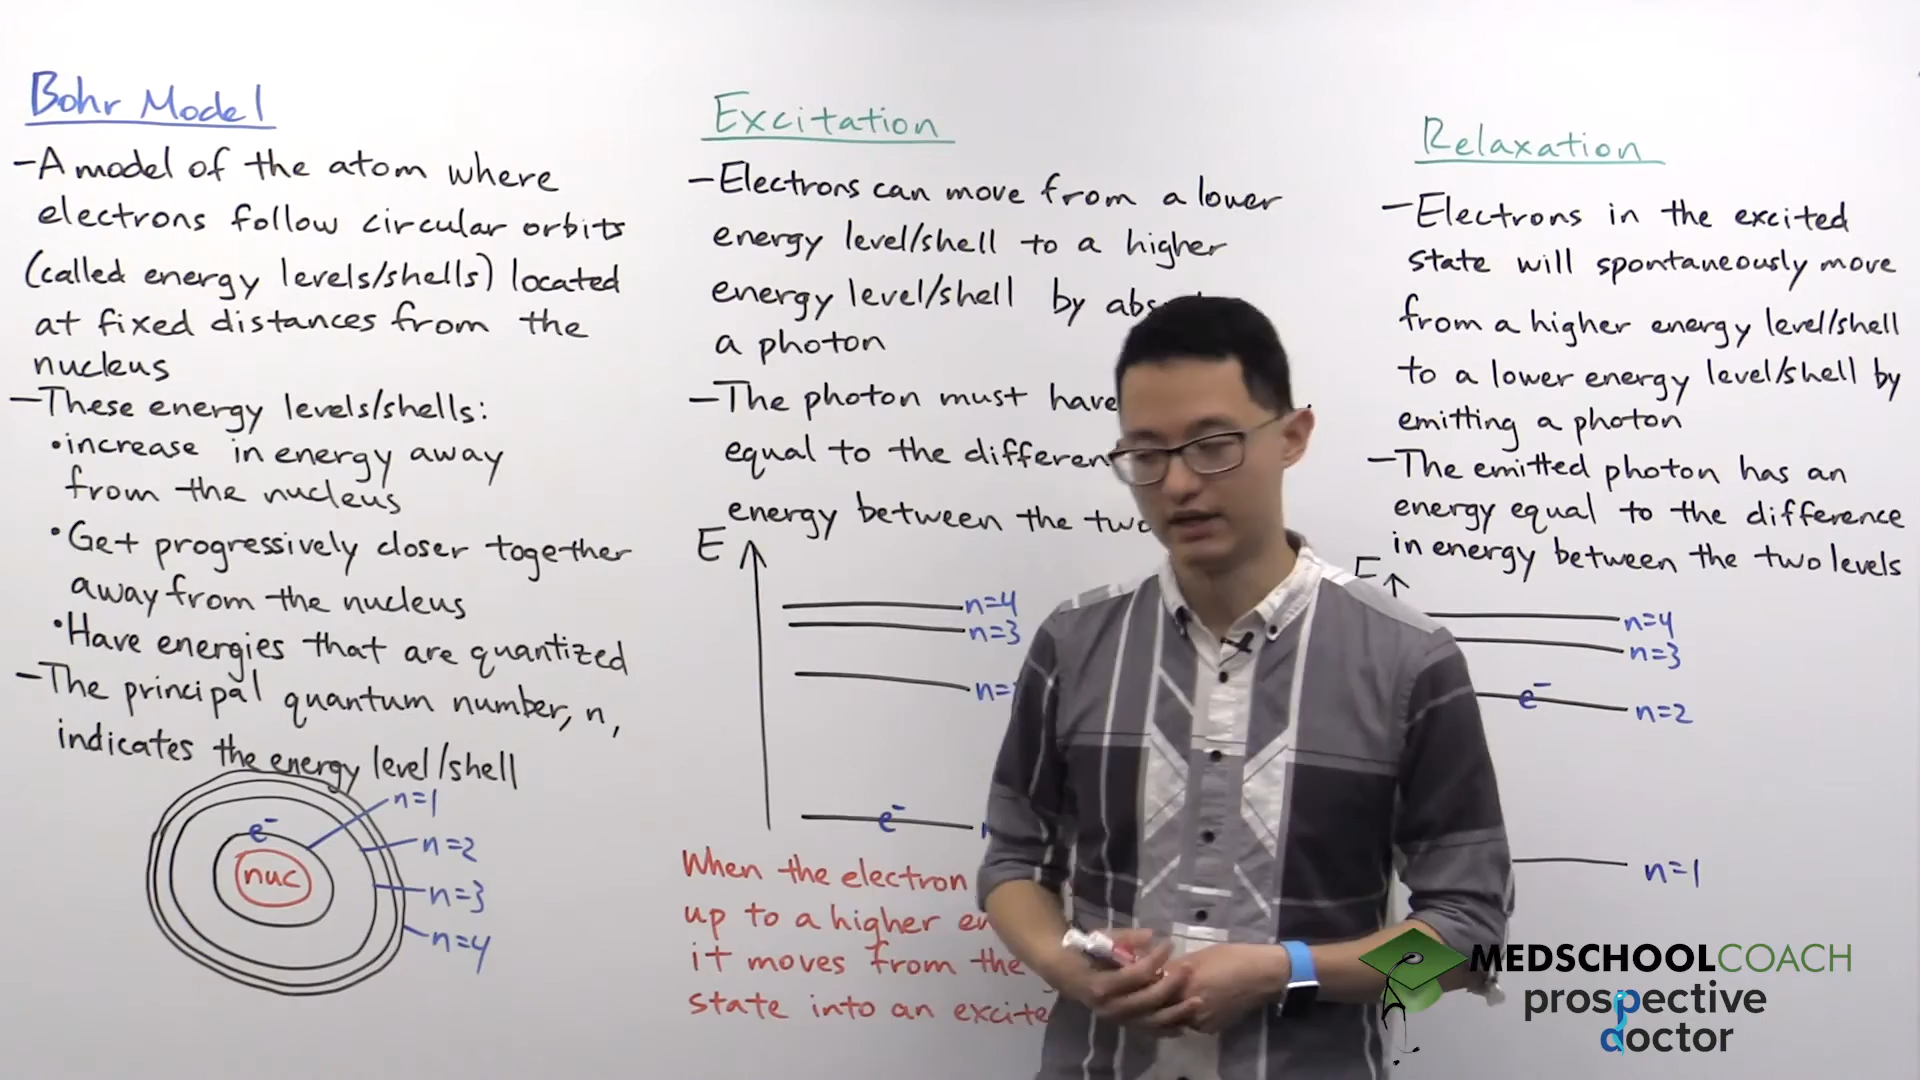 Bohr Model
-A model of the atom where
electrons follow circular orbits
(called energy levels/shells) located
at fixed distances from the
nucleus
-These energy levels/shells:
•increase in energy away
from the nucleus
•Get progressively closer together
away from the nucleus
•Have energies that are quantized
-The principal quantum number, n,
indicates the energy level/shell
e-
nuc
n=1
n=2
n=3
n=4
Excitation
-Electrons can move from a lower
energy level/shell to a higher
energy level/shell by
a photon
-The photon must have
equal to the
energy between the two
E
n=4
n=3
n=
e-
When the electron
up to a higher
it moves from the
state into an
Relaxation
-Electrons in the excited
state will spontaneously move
from a higher energy level/shell
to a lower energy level/shell by
emitting a photon
-The emitted photon has an
energy equal to the difference
in energy between the two levels
E
n=4
n=3
e-
n=2
n=1
MEDSCHOOLCOACH
prospective
doctor